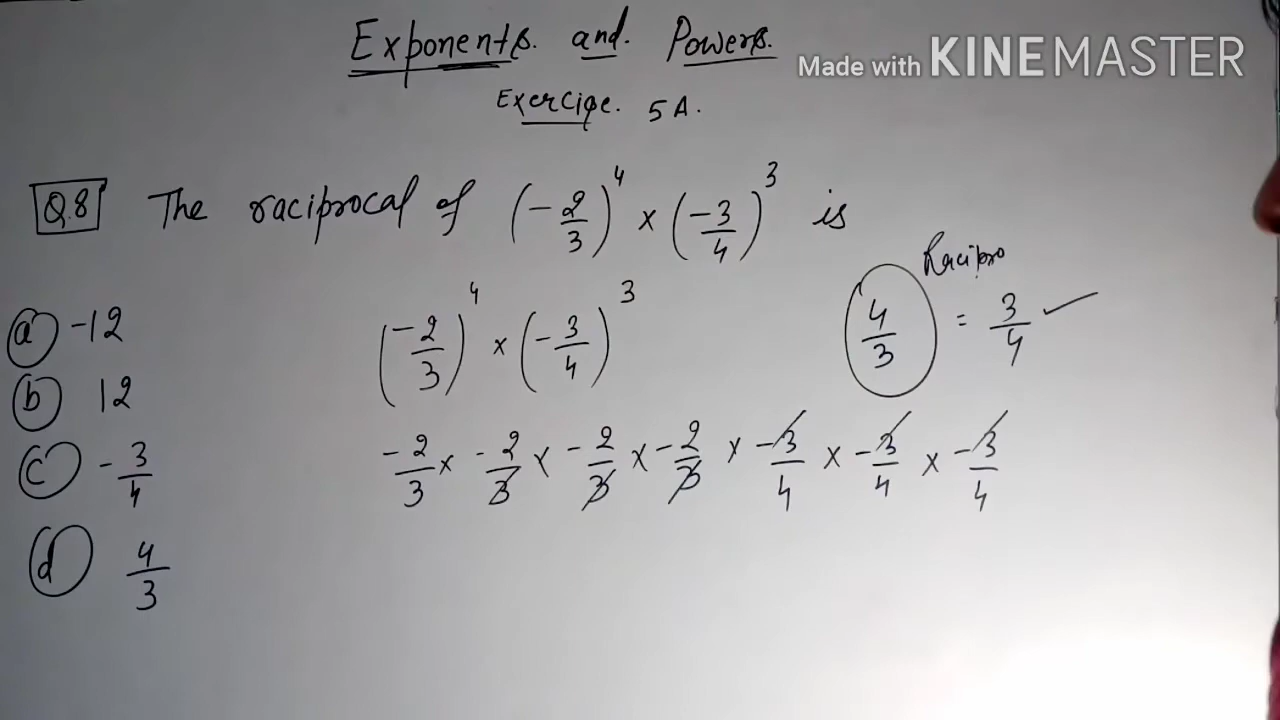 Exponents. and. Powers.
Made with KINEMASTER
Exercise. 5A.
Q.8 The raciprocal of (-2/3)^4 × (-3/4)^3 is
Racipro
4/3 = 3/4 ✓
(-2/3)^4 × (-3/4)^3
-2/3 × -2/3 × -2/3 × -2/3 × -3/4 × -3/4 × -3/4
(a) -12
(b) 12
(c) -3/4
(d) 4/3